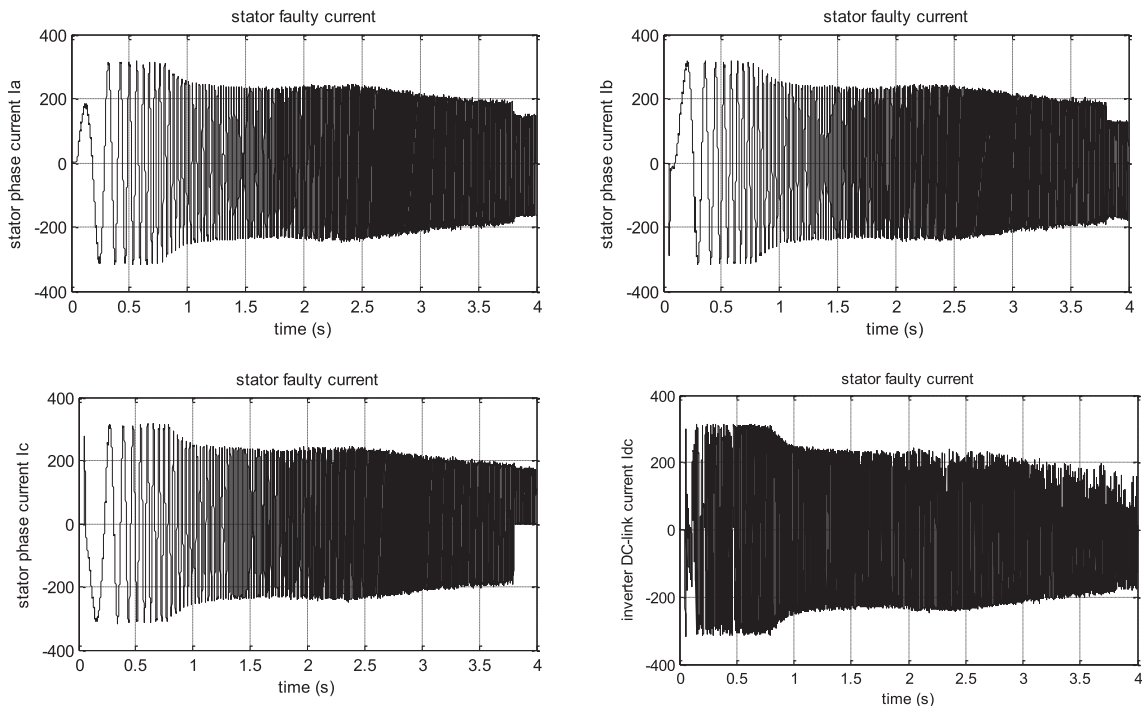 stator faulty current
400
200
0
-200
-400
stator phase current Ia
0 0.5 1 1.5 2 2.5 3 3.5 4
time (s)
stator faulty current
400
200
0
-200
-400
stator phase current Ib
0 0.5 1 1.5 2 2.5 3 3.5 4
time (s)
stator faulty current
400
200
0
-200
-400
stator phase current Ic
0 0.5 1 1.5 2 2.5 3 3.5 4
time (s)
stator faulty current
400
200
0
-200
-400
inverter DC-link current Idc
0 0.5 1 1.5 2 2.5 3 3.5 4
time (s)